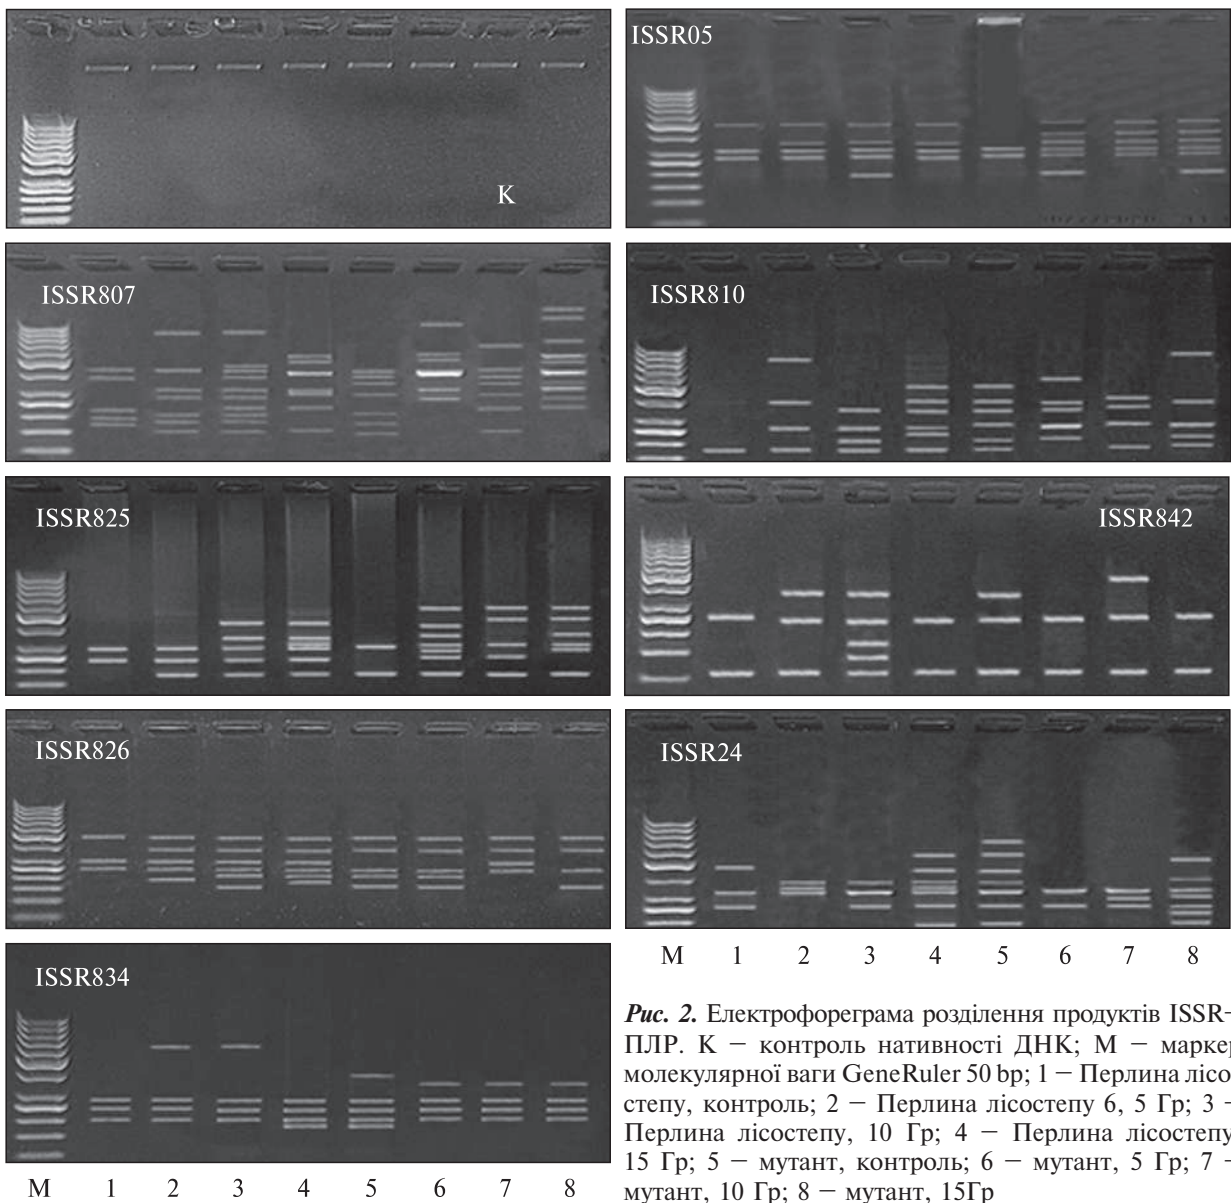 K
ISSR05
ISSR807
ISSR810
ISSR825
ISSR842
ISSR826
ISSR24
M 1 2 3 4 5 6 7 8
ISSR834
M 1 2 3 4 5 6 7 8
Рис. 2. Електрофореграма розділення продуктів ISSR-
ПЛР. К — контроль нативності ДНК; М — маркер
молекулярної ваги GeneRuler 50 bp; 1 — Перлина лісо-
степу, контроль; 2 — Перлина лісостепу 6, 5 Гр; 3 -
Перлина лісостепу, 10 Гр; 4 — Перлина лісостепу
15 Гр; 5 — мутант, контроль; 6 — мутант, 5 Гр; 7 -
мутант, 10 Гр; 8 — мутант, 15Гр